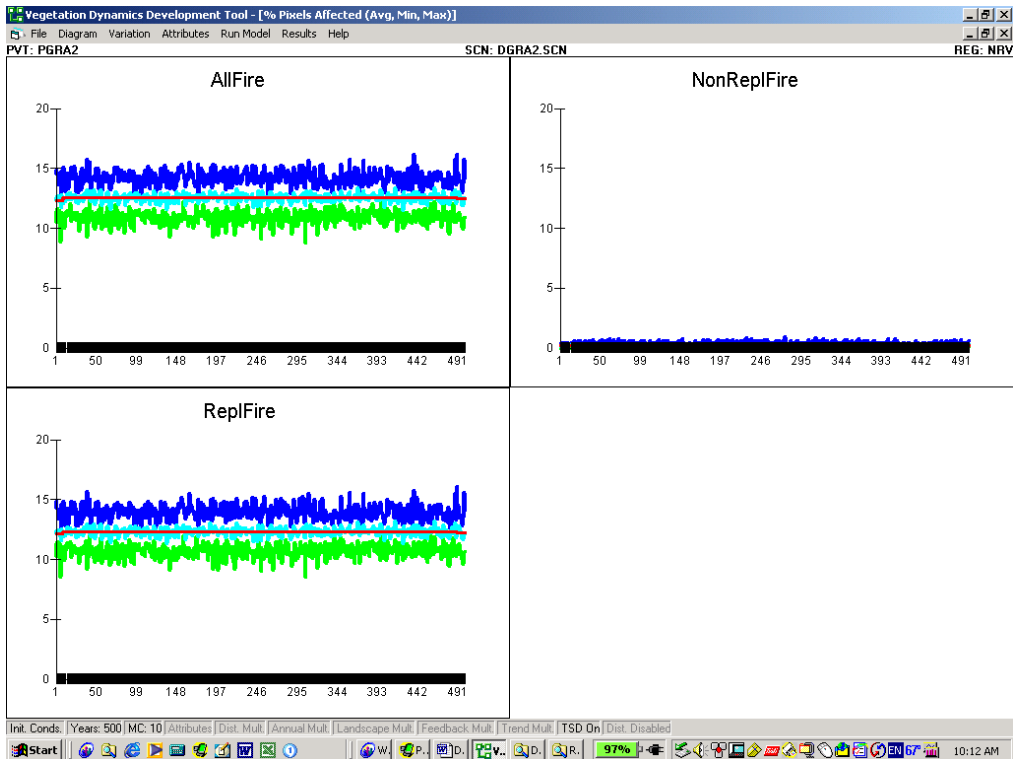 Vegetation Dynamics Development Tool - [% Pixels Affected (Avg, Min, Max)]
File Diagram Variation Attributes Run Model Results Help
PVT: PGRA2 SCN: DGRA2.SCN REG: NRV
AllFire
20
15
10
5
0
1 50 99 148 197 246 295 344 393 442 491
NonReplFire
20
15
10
5
0
1 50 99 148 197 246 295 344 393 442 491
ReplFire
20
15
10
5
0
1 50 99 148 197 246 295 344 393 442 491
Init. Conds. Years: 500 MC: 10 Attributes Dist. Mult. Annual Mult. Landscape Mult. Feedback Mult. Trend Mult. TSD On Dist. Disabled
Start W. P.. D. V.. D. R. 97% EN 67° 10:12 AM